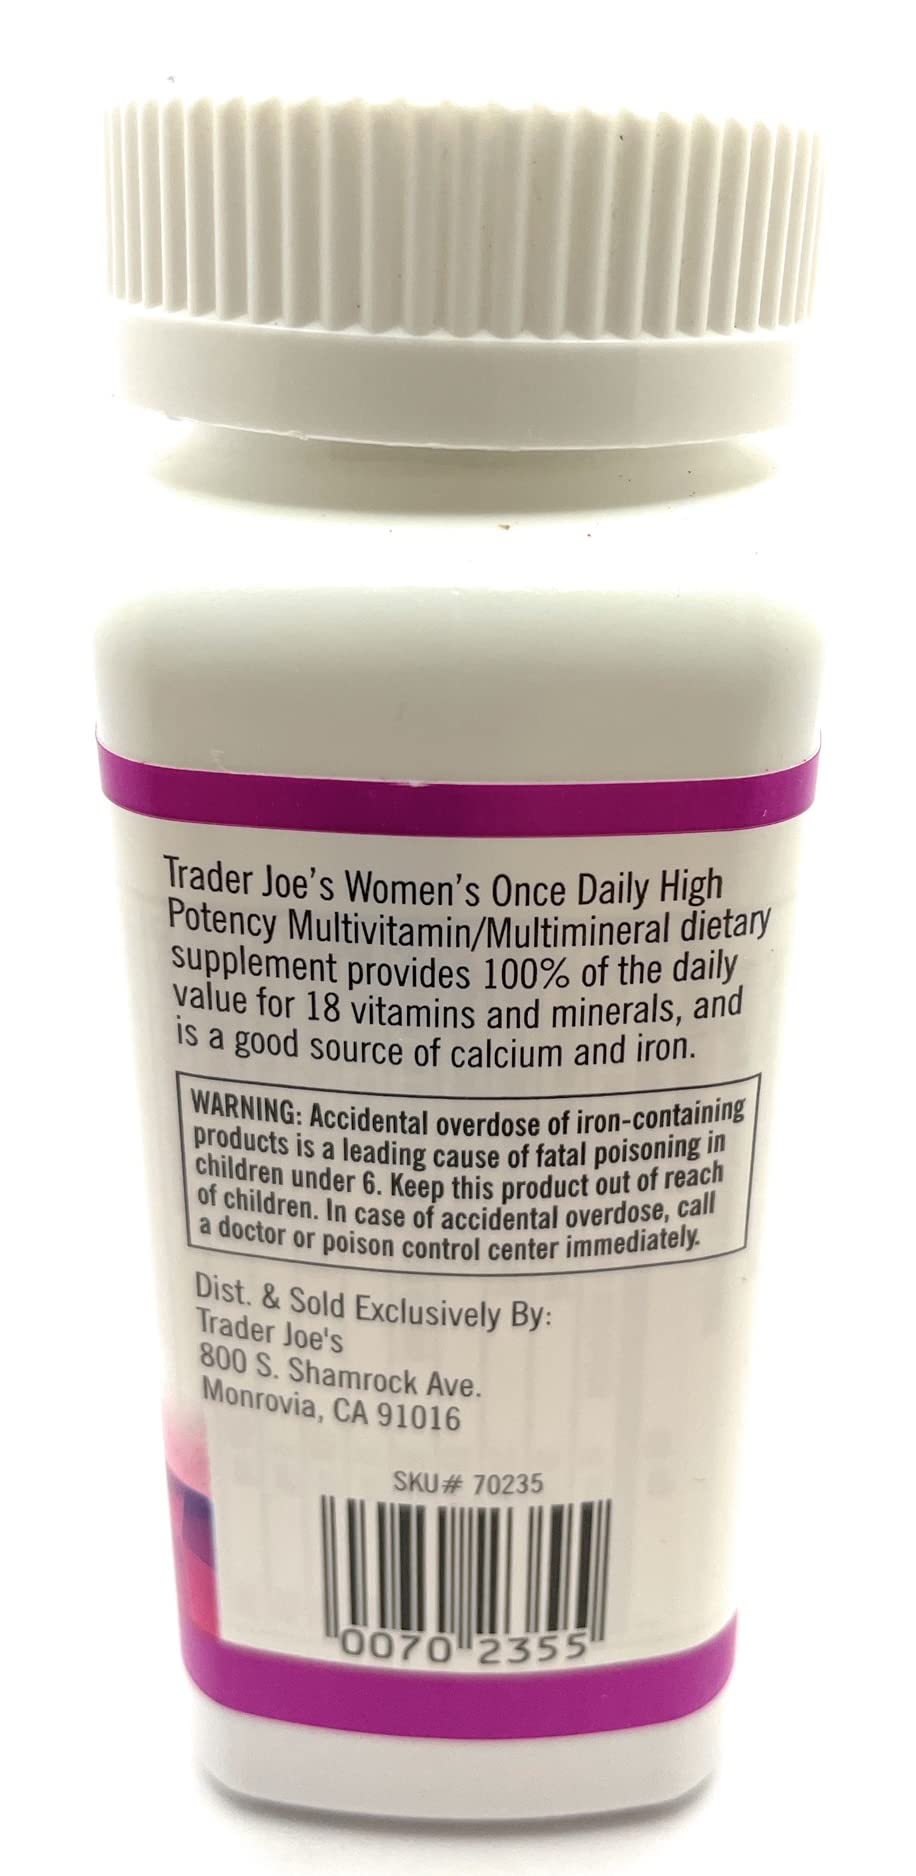 Trader Joe's Women's Once Daily High
Potency Multivitamin/Multimineral dietary
supplement provides 100% of the daily
value for 18 vitamins and minerals, and
is a good source of calcium and iron.
WARNING: Accidental overdose of iron-containing
products is a leading cause of fatal poisoning in
children under 6. Keep this product out of reach
of children. In case of accidental overdose, call
a doctor or poison control center immediately.
Dist. & Sold Exclusively By:
Trader Joe's
800 S. Shamrock Ave.
Monrovia, CA 91016
SKU# 70235
0070 2355